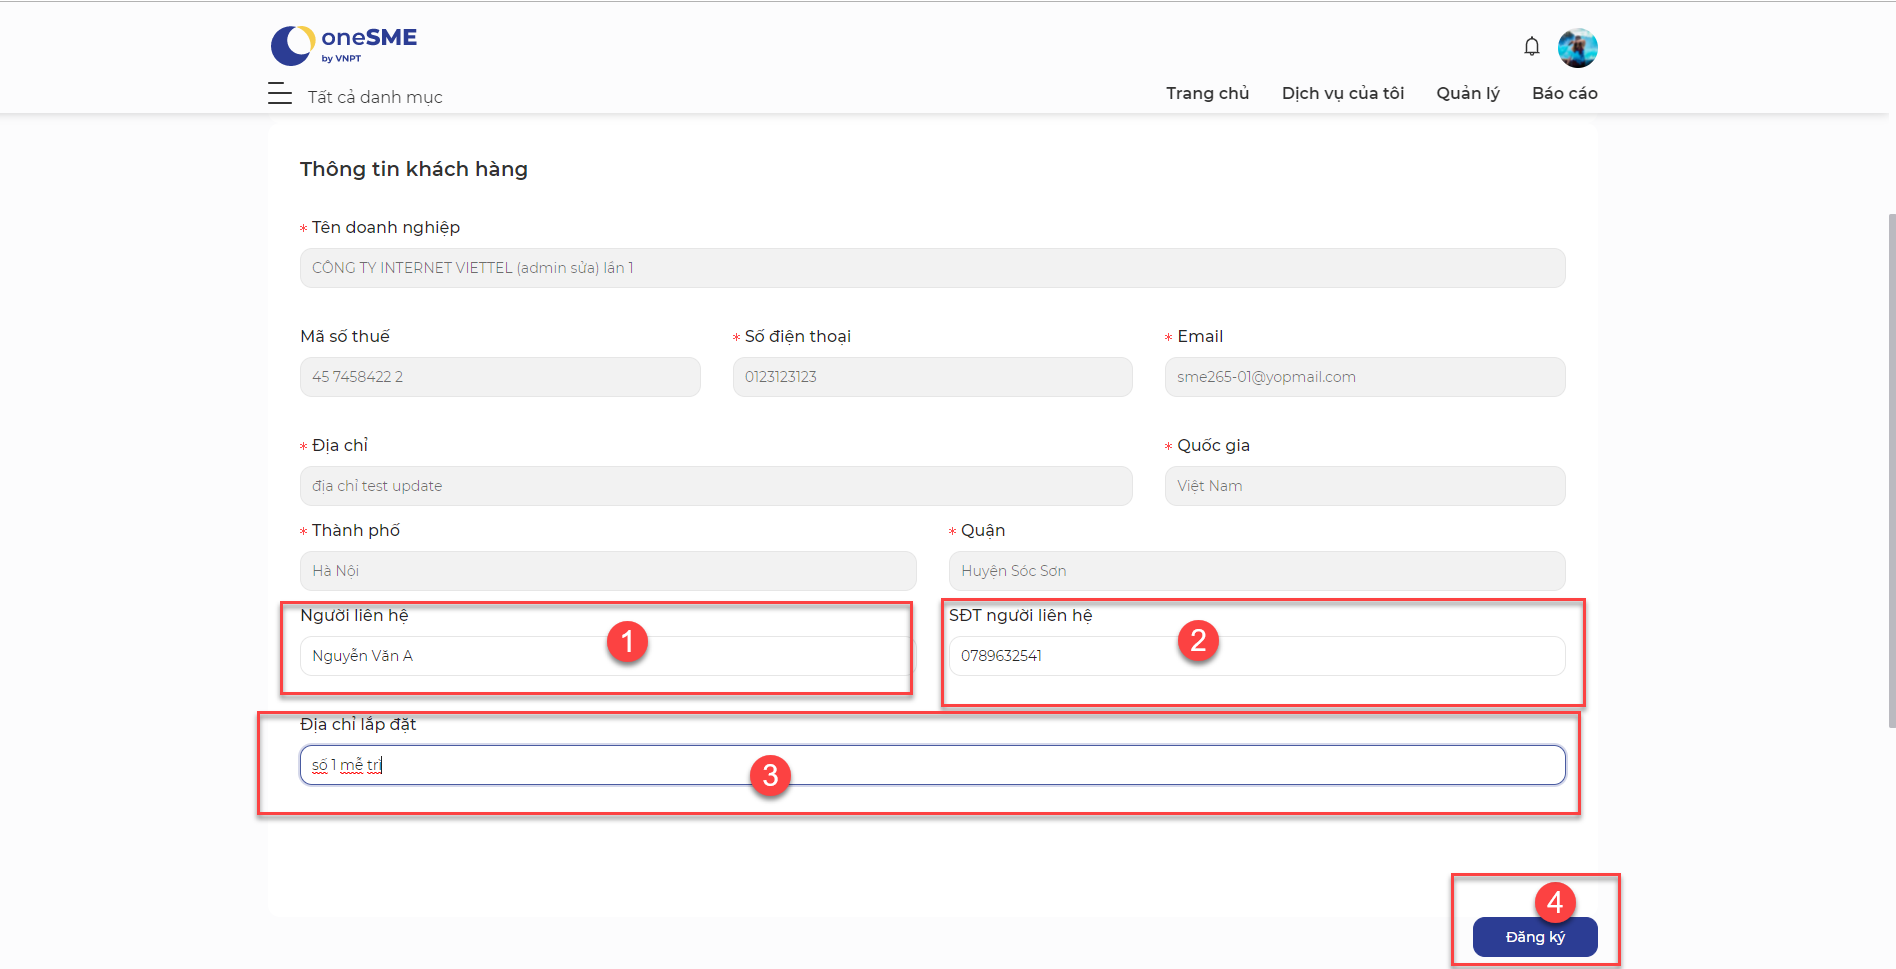 oneSME
by VNPT
Tất cả danh mục
Trang chủ Dịch vụ của tôi Quản lý Báo cáo
Thông tin khách hàng
* Tên doanh nghiệp
CÔNG TY INTERNET VIETTEL (admin sửa) lần 1
Mã số thuế * Số điện thoại * Email
45 7458422 2 0123123123 sme265-01@yopmail.com
* Địa chỉ * Quốc gia
địa chỉ test update Việt Nam
* Thành phố * Quận
Hà Nội Huyện Sóc Sơn
Người liên hệ SĐT người liên hệ
1 2
Nguyễn Văn A 0789632541
Địa chỉ lắp đặt
số 1 mễ trì
3
4
Đăng ký